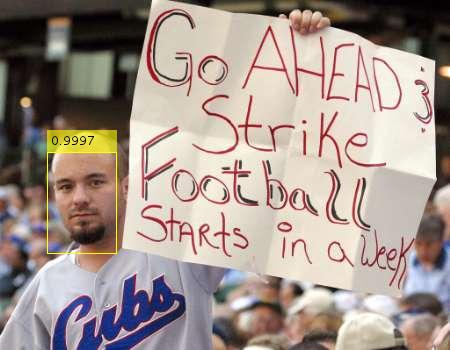 0.9997
Go AHEAD &
Strike
Football
STARTS in a Week
Cubs